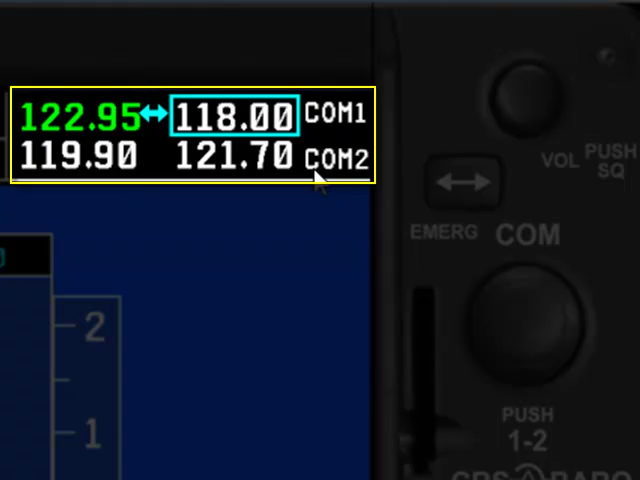 122.95↔118.00 COM1
119.90 121.70 COM2
VOL PUSH SQ
EMERG COM
2
1
PUSH
1-2
BARO